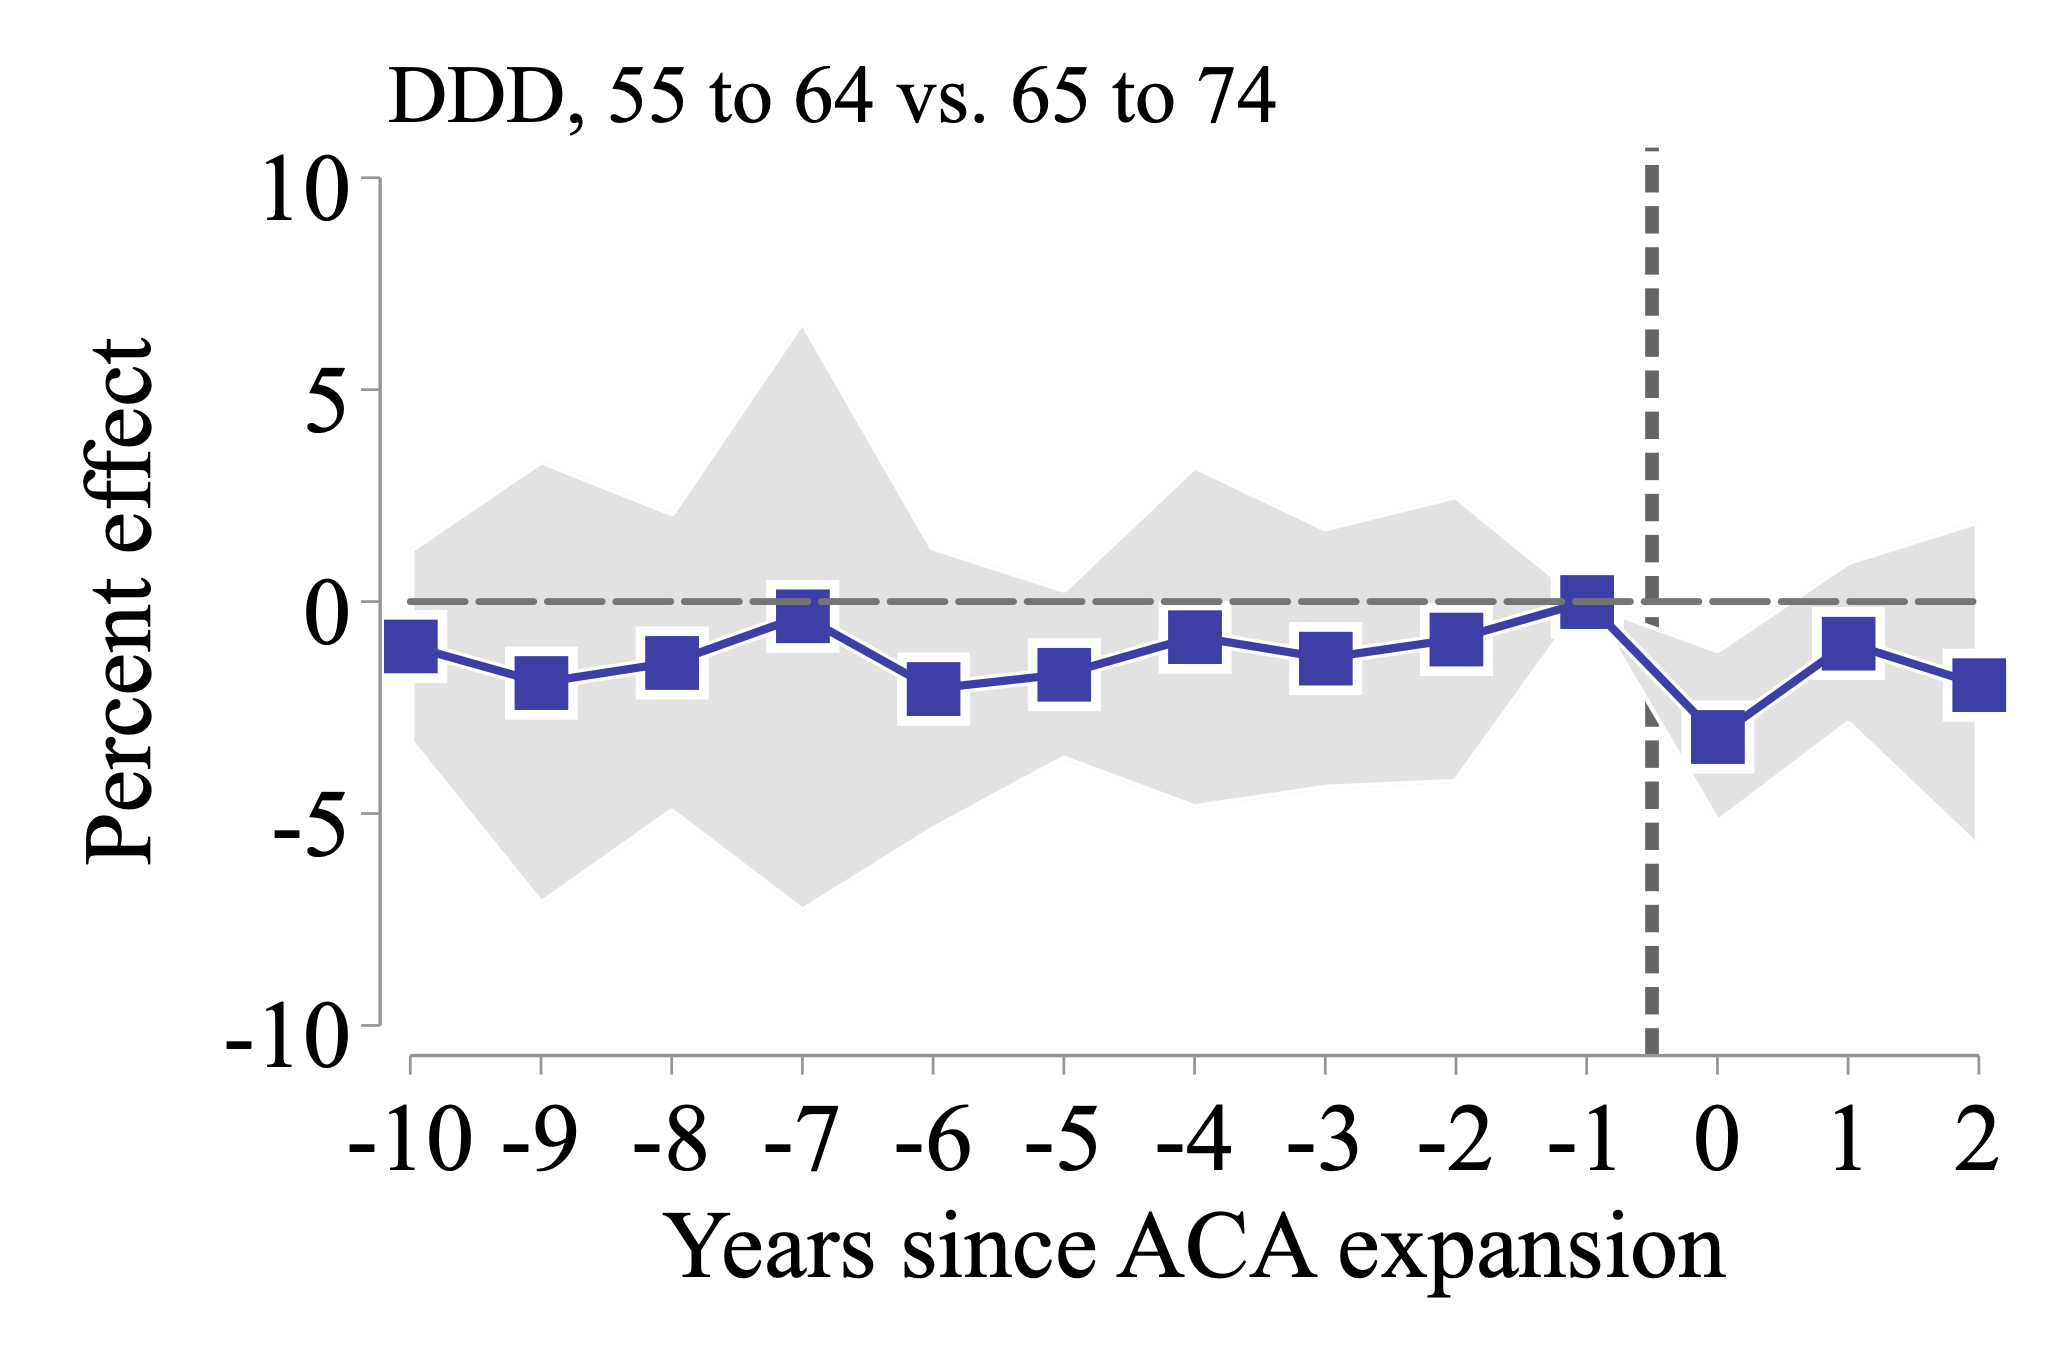 DDD, 55 to 64 vs. 65 to 74
10
5
0
-5
-10
Percent effect
-10 -9 -8 -7 -6 -5 -4 -3 -2 -1 0 1 2
Years since ACA expansion